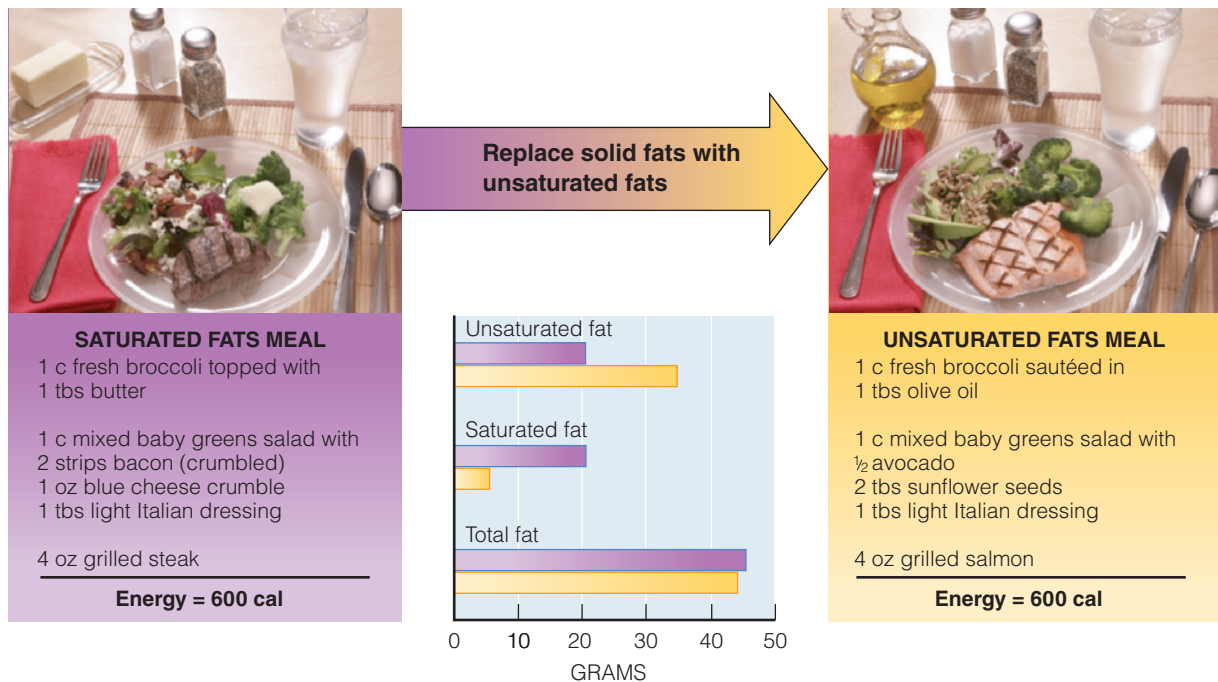 Replace solid fats with
unsaturated fats
SATURATED FATS MEAL
1 c fresh broccoli topped with
1 tbs butter
1 c mixed baby greens salad with
2 strips bacon (crumbled)
1 oz blue cheese crumble
1 tbs light Italian dressing
4 oz grilled steak
Energy = 600 cal
Unsaturated fat
Saturated fat
Total fat
0 10 20 30 40 50
GRAMS
UNSATURATED FATS MEAL
1 c fresh broccoli sautéed in
1 tbs olive oil
1 c mixed baby greens salad with
½ avocado
2 tbs sunflower seeds
1 tbs light Italian dressing
4 oz grilled salmon
Energy = 600 cal